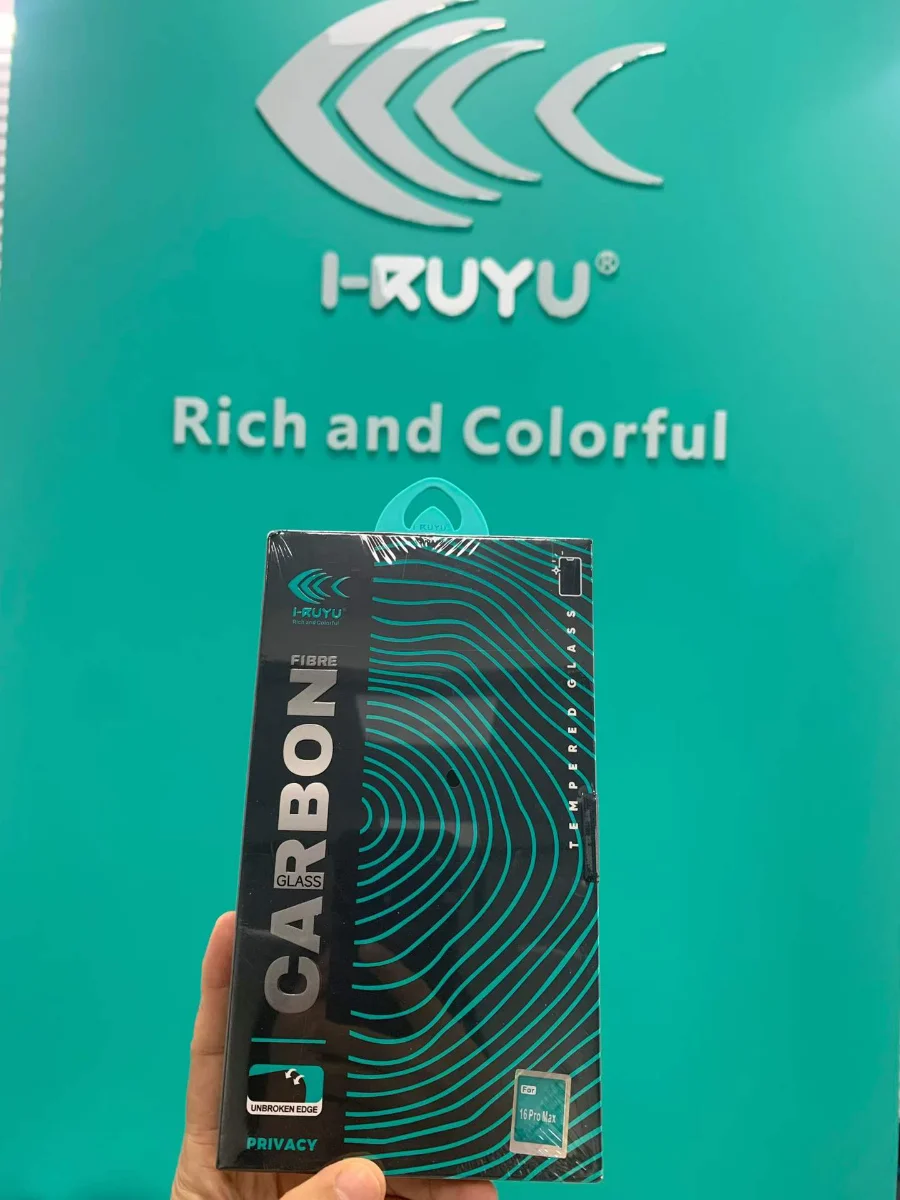 I-RUYU®
Rich and Colorful
I-RUYU
I-RUYU
Rich and Colorful
FIBRE
CARBON
GLASS
TEMPERED GLASS
UNBROKEN EDGE
PRIVACY
For
16 Pro Max